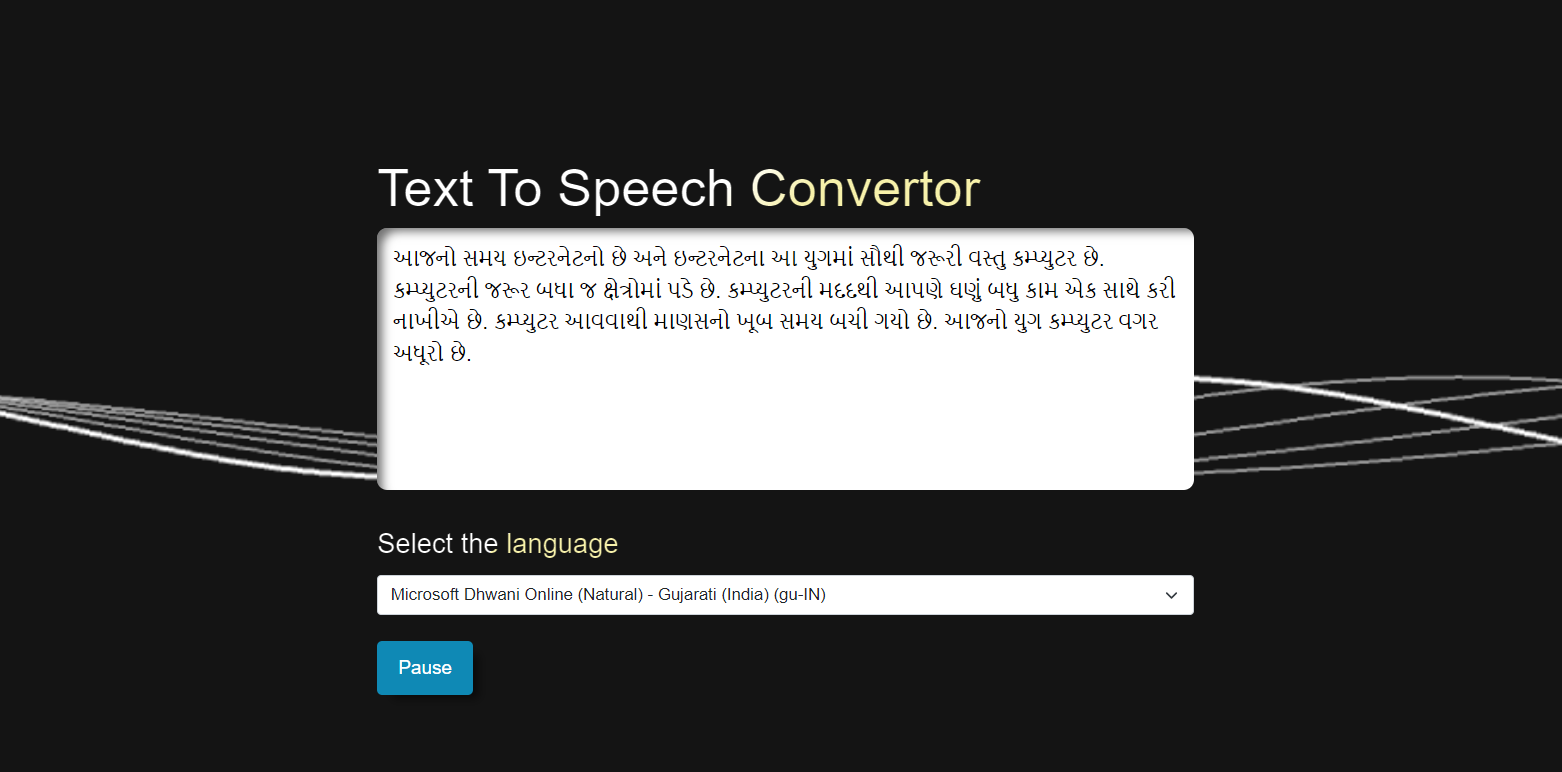 Text To Speech Convertor
આજનો સમય ઇન્ટરનેટનો છે અને ઇન્ટરનેટના આ યુગમાં સૌથી જરૂરી વસ્તુ કમ્પ્યુટર છે.
કમ્પ્યુટરની જરૂર બધા જ ક્ષેત્રોમાં પડે છે. કમ્પ્યુટરની મદદથી આપણે ઘણું બધુ કામ એક સાથે કરી
નાખીએ છે. કમ્પ્યુટર આવવાથી માણસનો ખૂબ સમય બચી ગયો છે. આજનો યુગ કમ્પ્યુટર વગર
અધૂરો છે.
Select the language
Microsoft Dhwani Online (Natural) - Gujarati (India) (gu-IN)
Pause